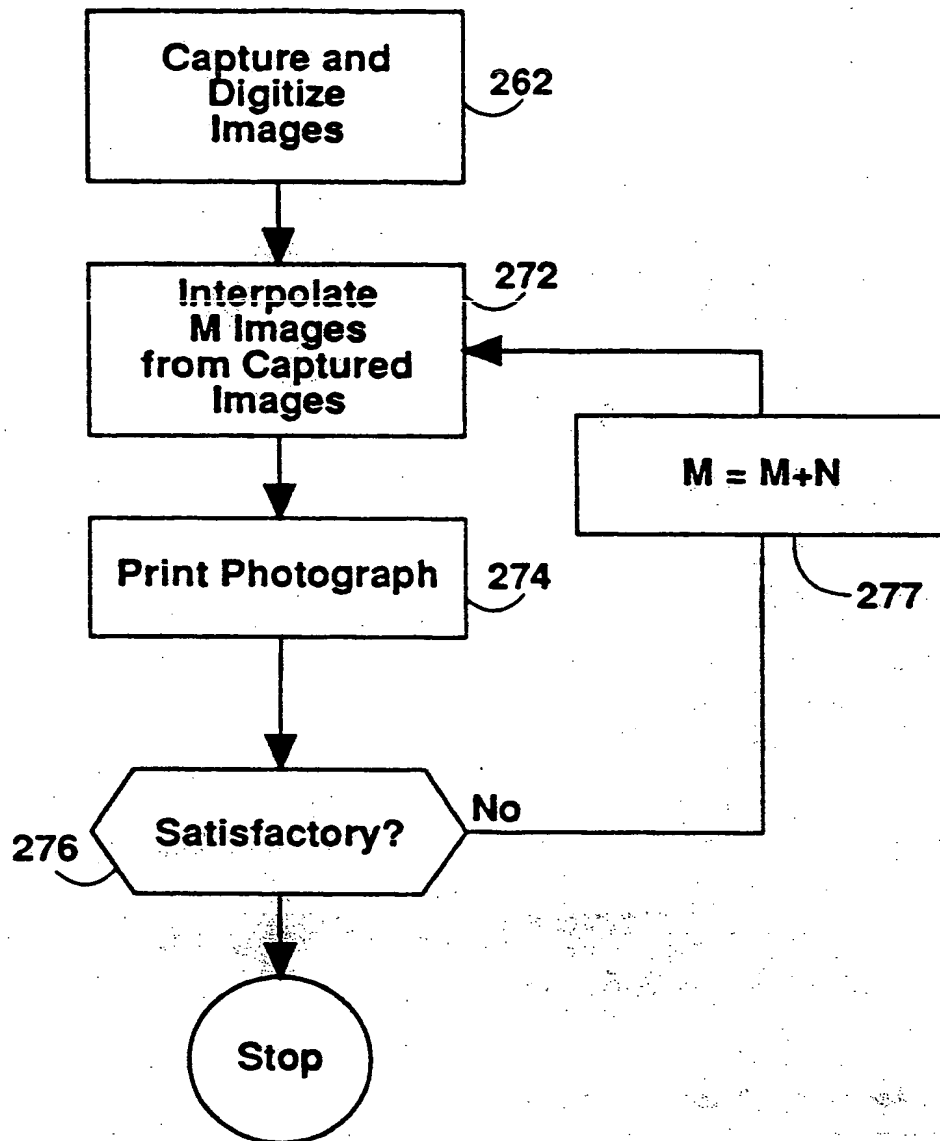 Capture and
Digitize
Images
262
Interpolate
M Images
from Captured
Images
272
M = M+N
277
Print Photograph
274
Satisfactory?
No
276
Stop